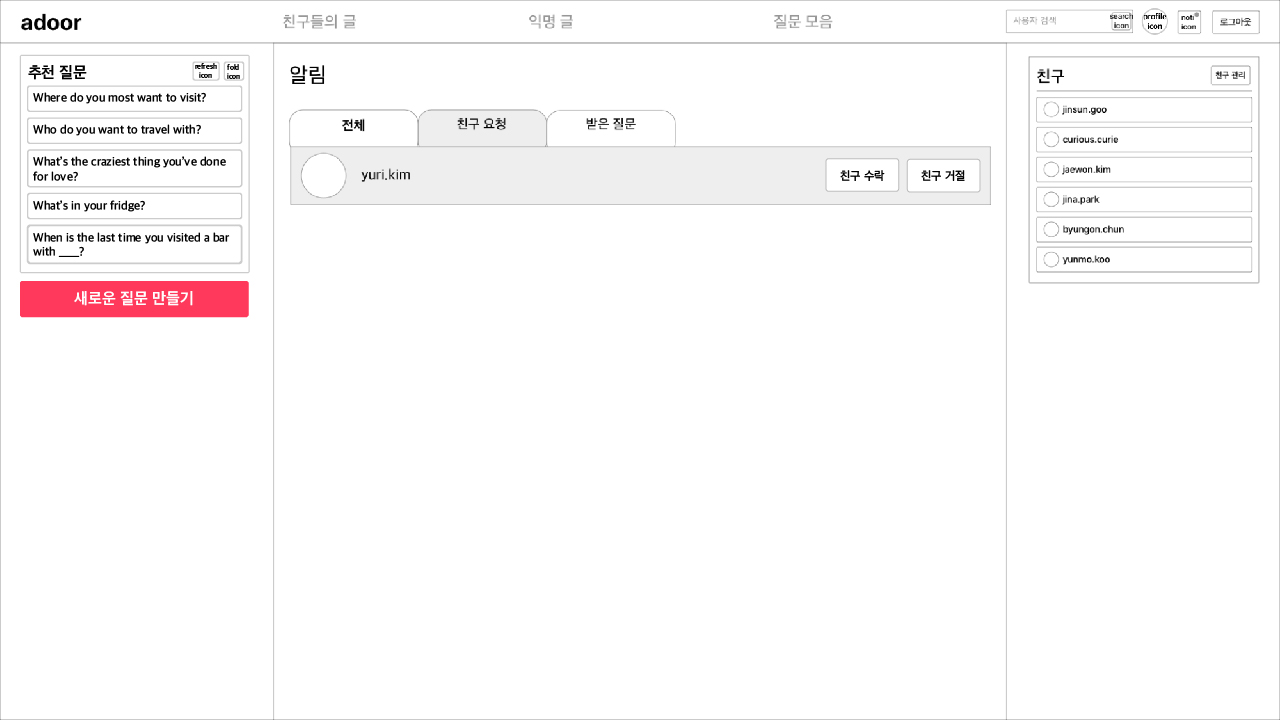 adoor
친구들의 글
익명 글
질문 모음
사용자 검색
search
icon
profile
icon
noti
icon
로그아웃
추천 질문
refresh
icon
fold
icon
Where do you most want to visit?
Who do you want to travel with?
What's the craziest thing you've done
for love?
What's in your fridge?
When is the last time you visited a bar
with ___?
새로운 질문 만들기
알림
전체
친구 요청
받은 질문
yuri.kim
친구 수락
친구 거절
친구
친구 관리
jinsun.goo
curious.curie
jaewon.kim
jina.park
byungon.chun
yunmo.koo